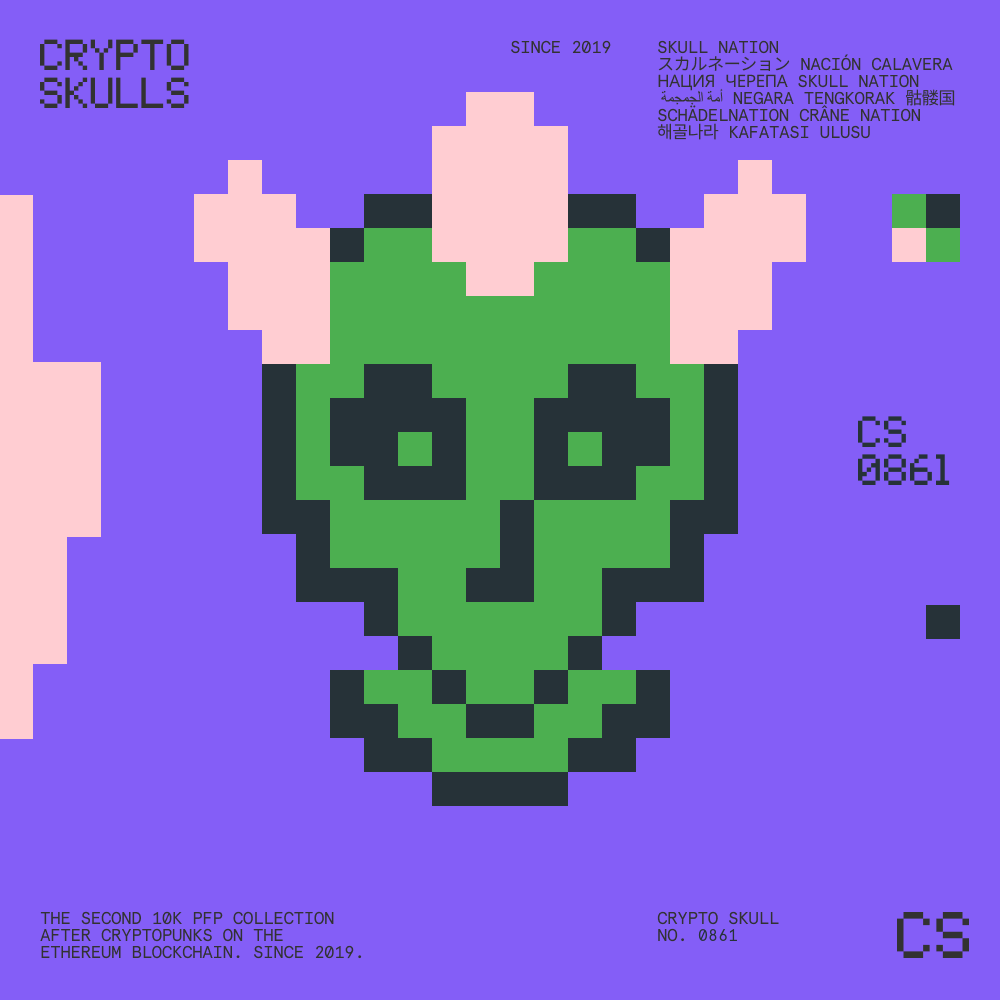 CRYPTO
SKULLS
SINCE 2019
SKULL NATION
スカルネーション NACIÓN CALAVERA
НАЦИЯ ЧЕРЕПА SKULL NATION
أمة الجمجمة NEGARA TENGKORAK 骷髅国
SCHÄDELNATION CRÂNE NATION
해골나라 KAFATASI ULUSU
CS
0861
THE SECOND 10K PFP COLLECTION
AFTER CRYPTOPUNKS ON THE
ETHEREUM BLOCKCHAIN. SINCE 2019.
CRYPTO SKULL
NO. 0861
CS